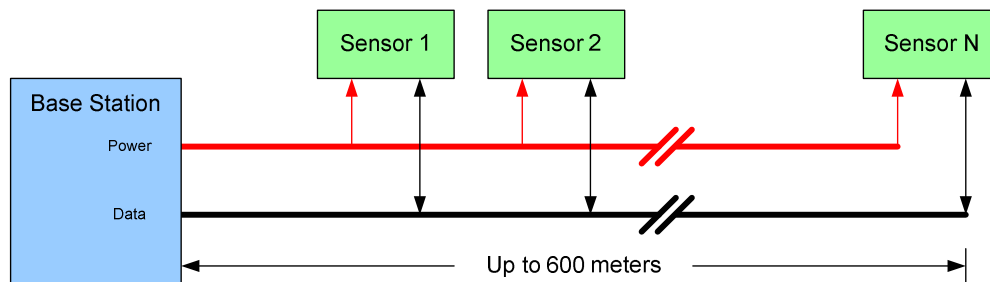 Sensor 1
Sensor 2
Sensor N
Base Station
Power
Data
Up to 600 meters